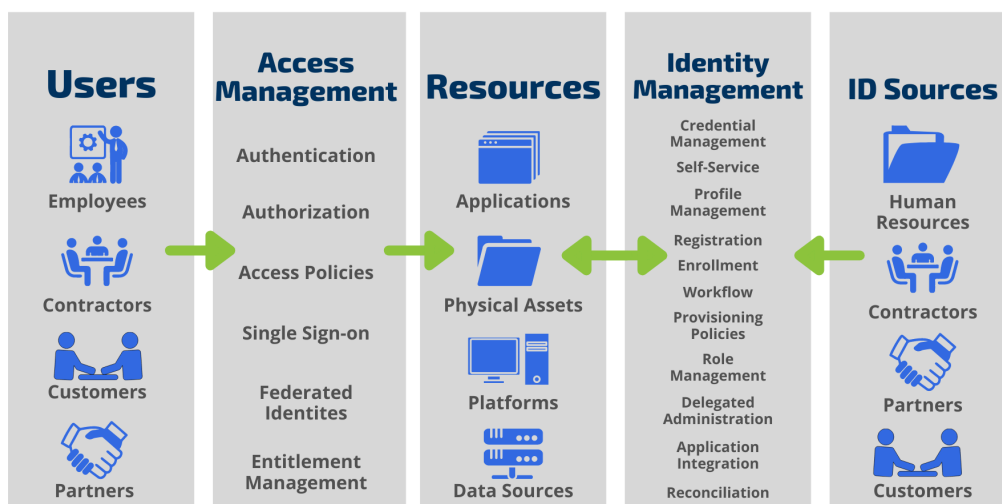 Users
Employees
Contractors
Customers
Partners
Access
Management
Authentication
Authorization
Access Policies
Single Sign-on
Federated
Identites
Entitlement
Management
Resources
Applications
Physical Assets
Platforms
Data Sources
Identity
Management
Credential
Management
Self-Service
Profile
Management
Registration
Enrollment
Workflow
Provisioning
Policies
Role
Management
Delegated
Administration
Application
Integration
Reconciliation
ID Sources
Human
Resources
Contractors
Partners
Customers